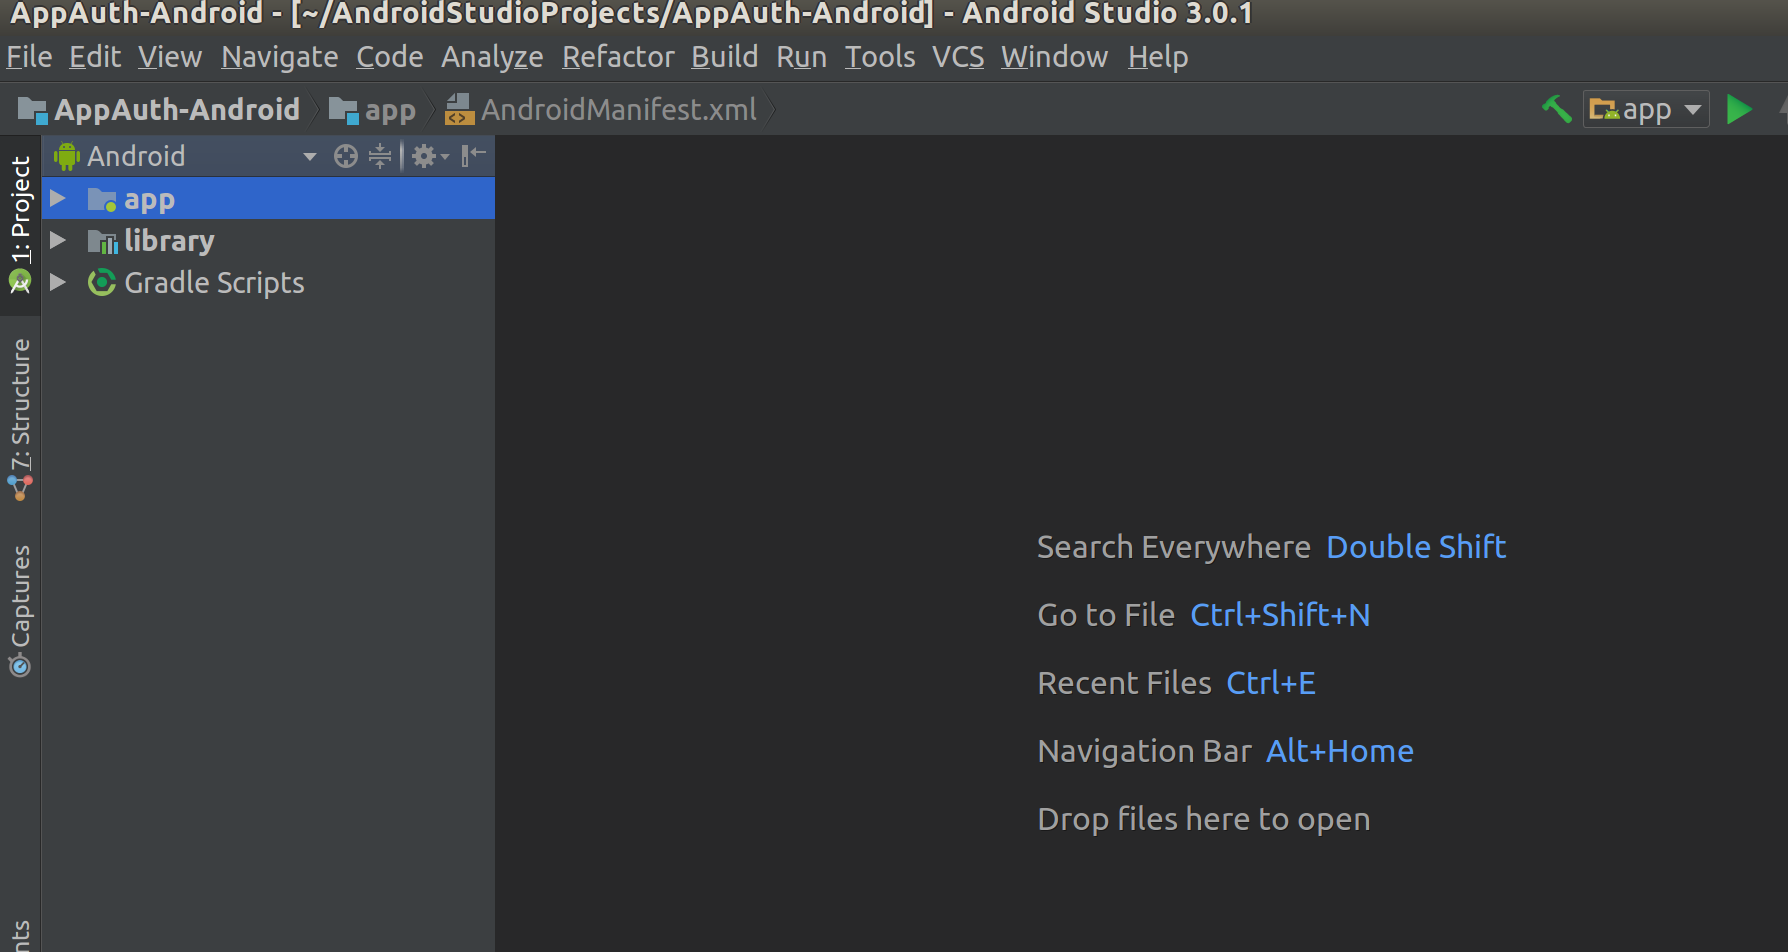 AppAuth-Android - [~/AndroidStudioProjects/AppAuth-Android] - Android Studio 3.0.1
File Edit View Navigate Code Analyze Refactor Build Run Tools VCS Window Help
AppAuth-Android app AndroidManifest.xml app
Android
app
library
Gradle Scripts
1: Project
7: Structure
Captures
Search Everywhere Double Shift
Go to File Ctrl+Shift+N
Recent Files Ctrl+E
Navigation Bar Alt+Home
Drop files here to open